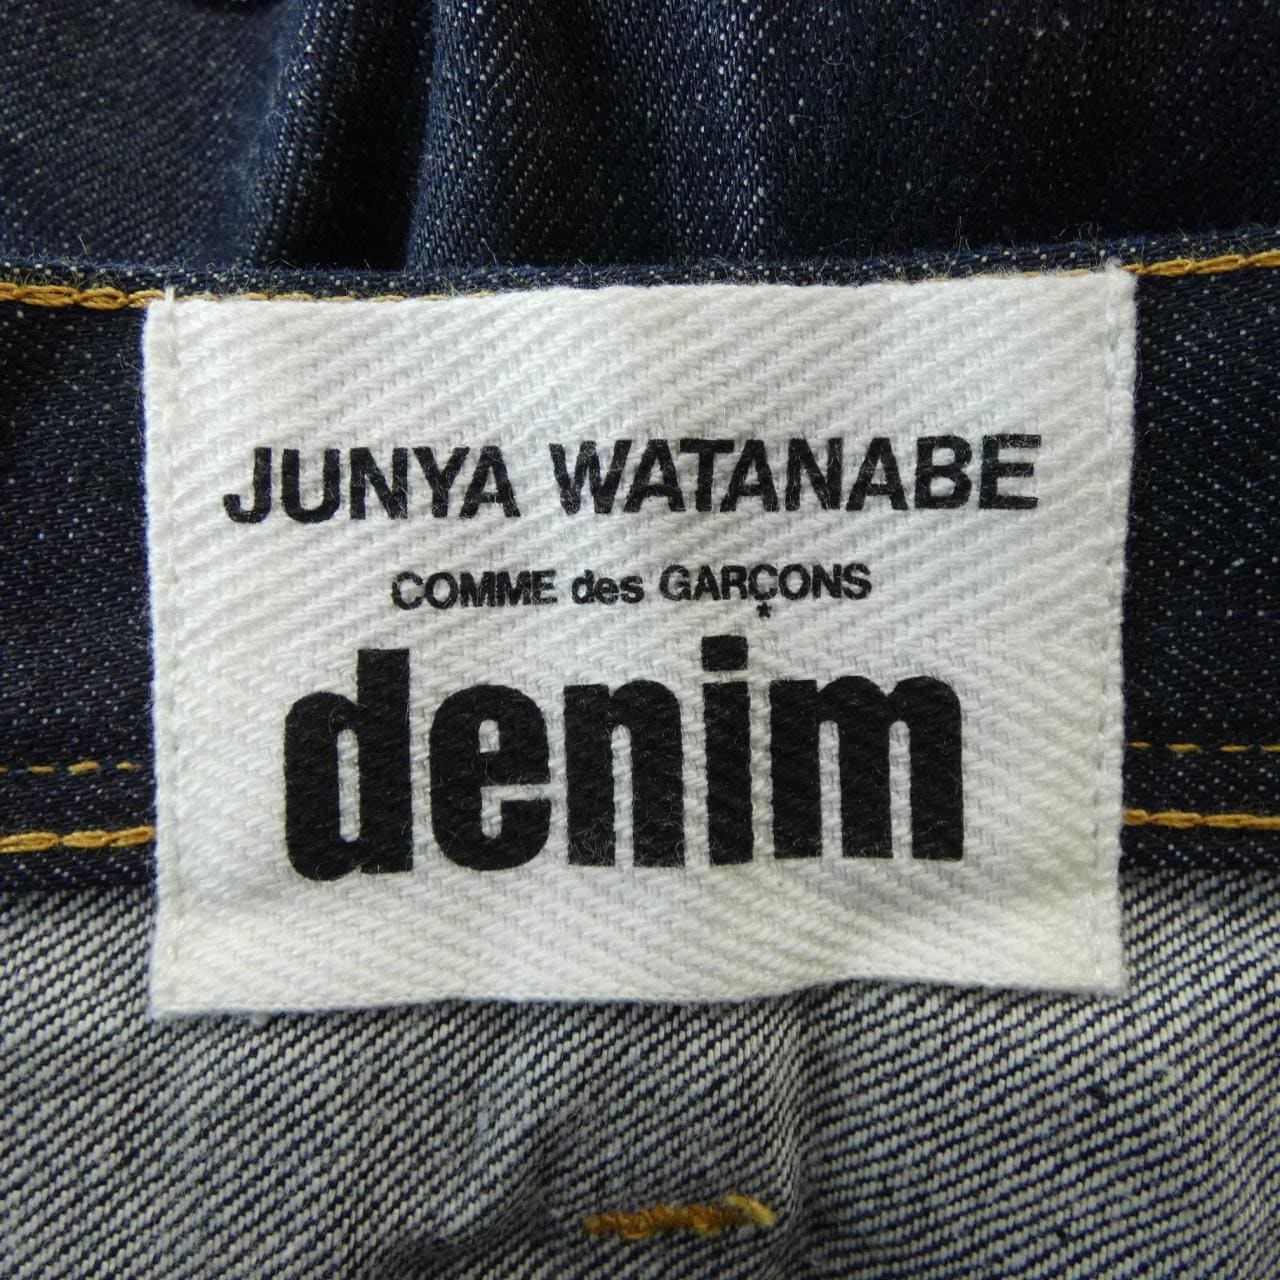 JUNYA WATANABE
COMME des GARÇONS
*
denim